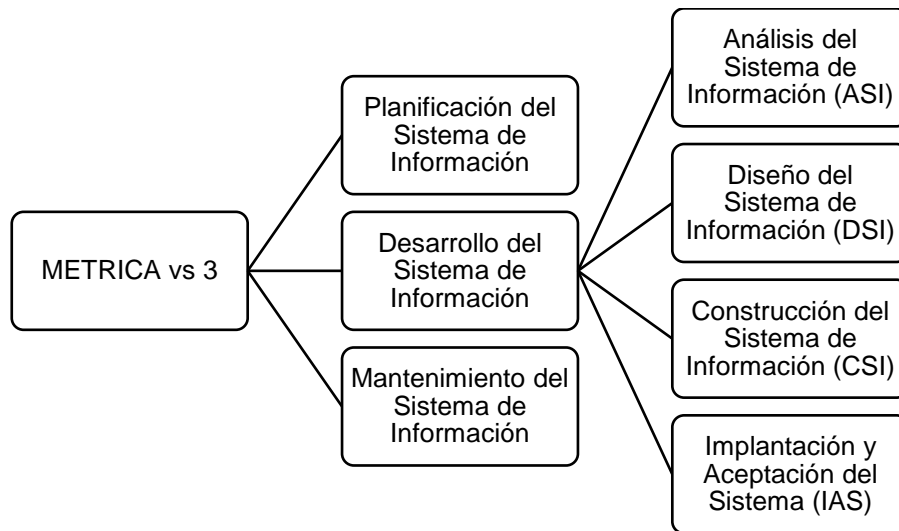 METRICA vs 3
Planificación del
Sistema de
Información
Desarrollo del
Sistema de
Información
Mantenimiento del
Sistema de
Información
Análisis del
Sistema de
Información (ASI)
Diseño del
Sistema de
Información (DSI)
Construcción del
Sistema de
Información (CSI)
Implantación y
Aceptación del
Sistema (IAS)